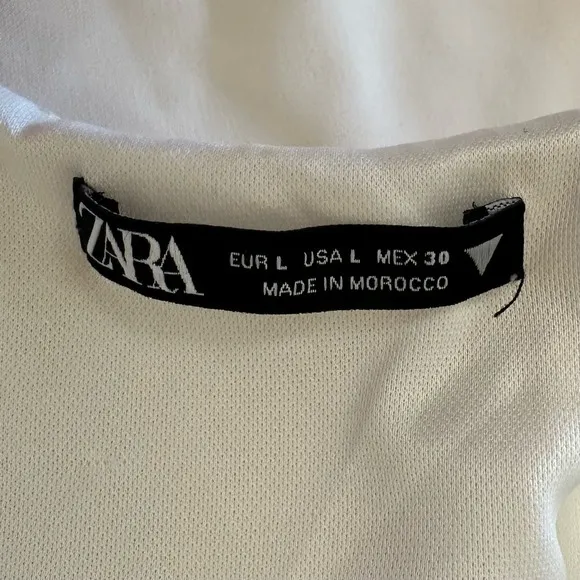 ZARA
EUR L USA L MEX 30
MADE IN MOROCCO